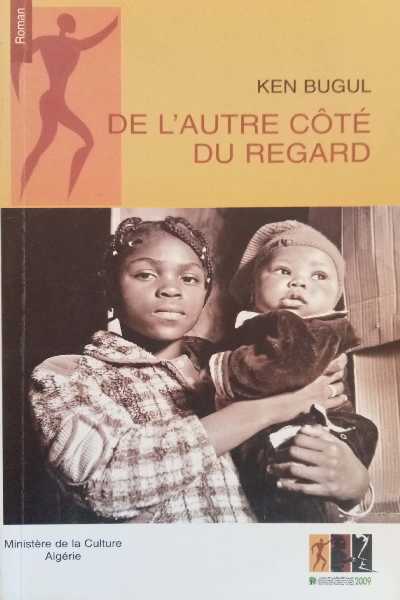 Roman
KEN BUGUL
DE L'AUTRE CÔTÉ
DU REGARD
Ministère de la Culture
Algérie
2009